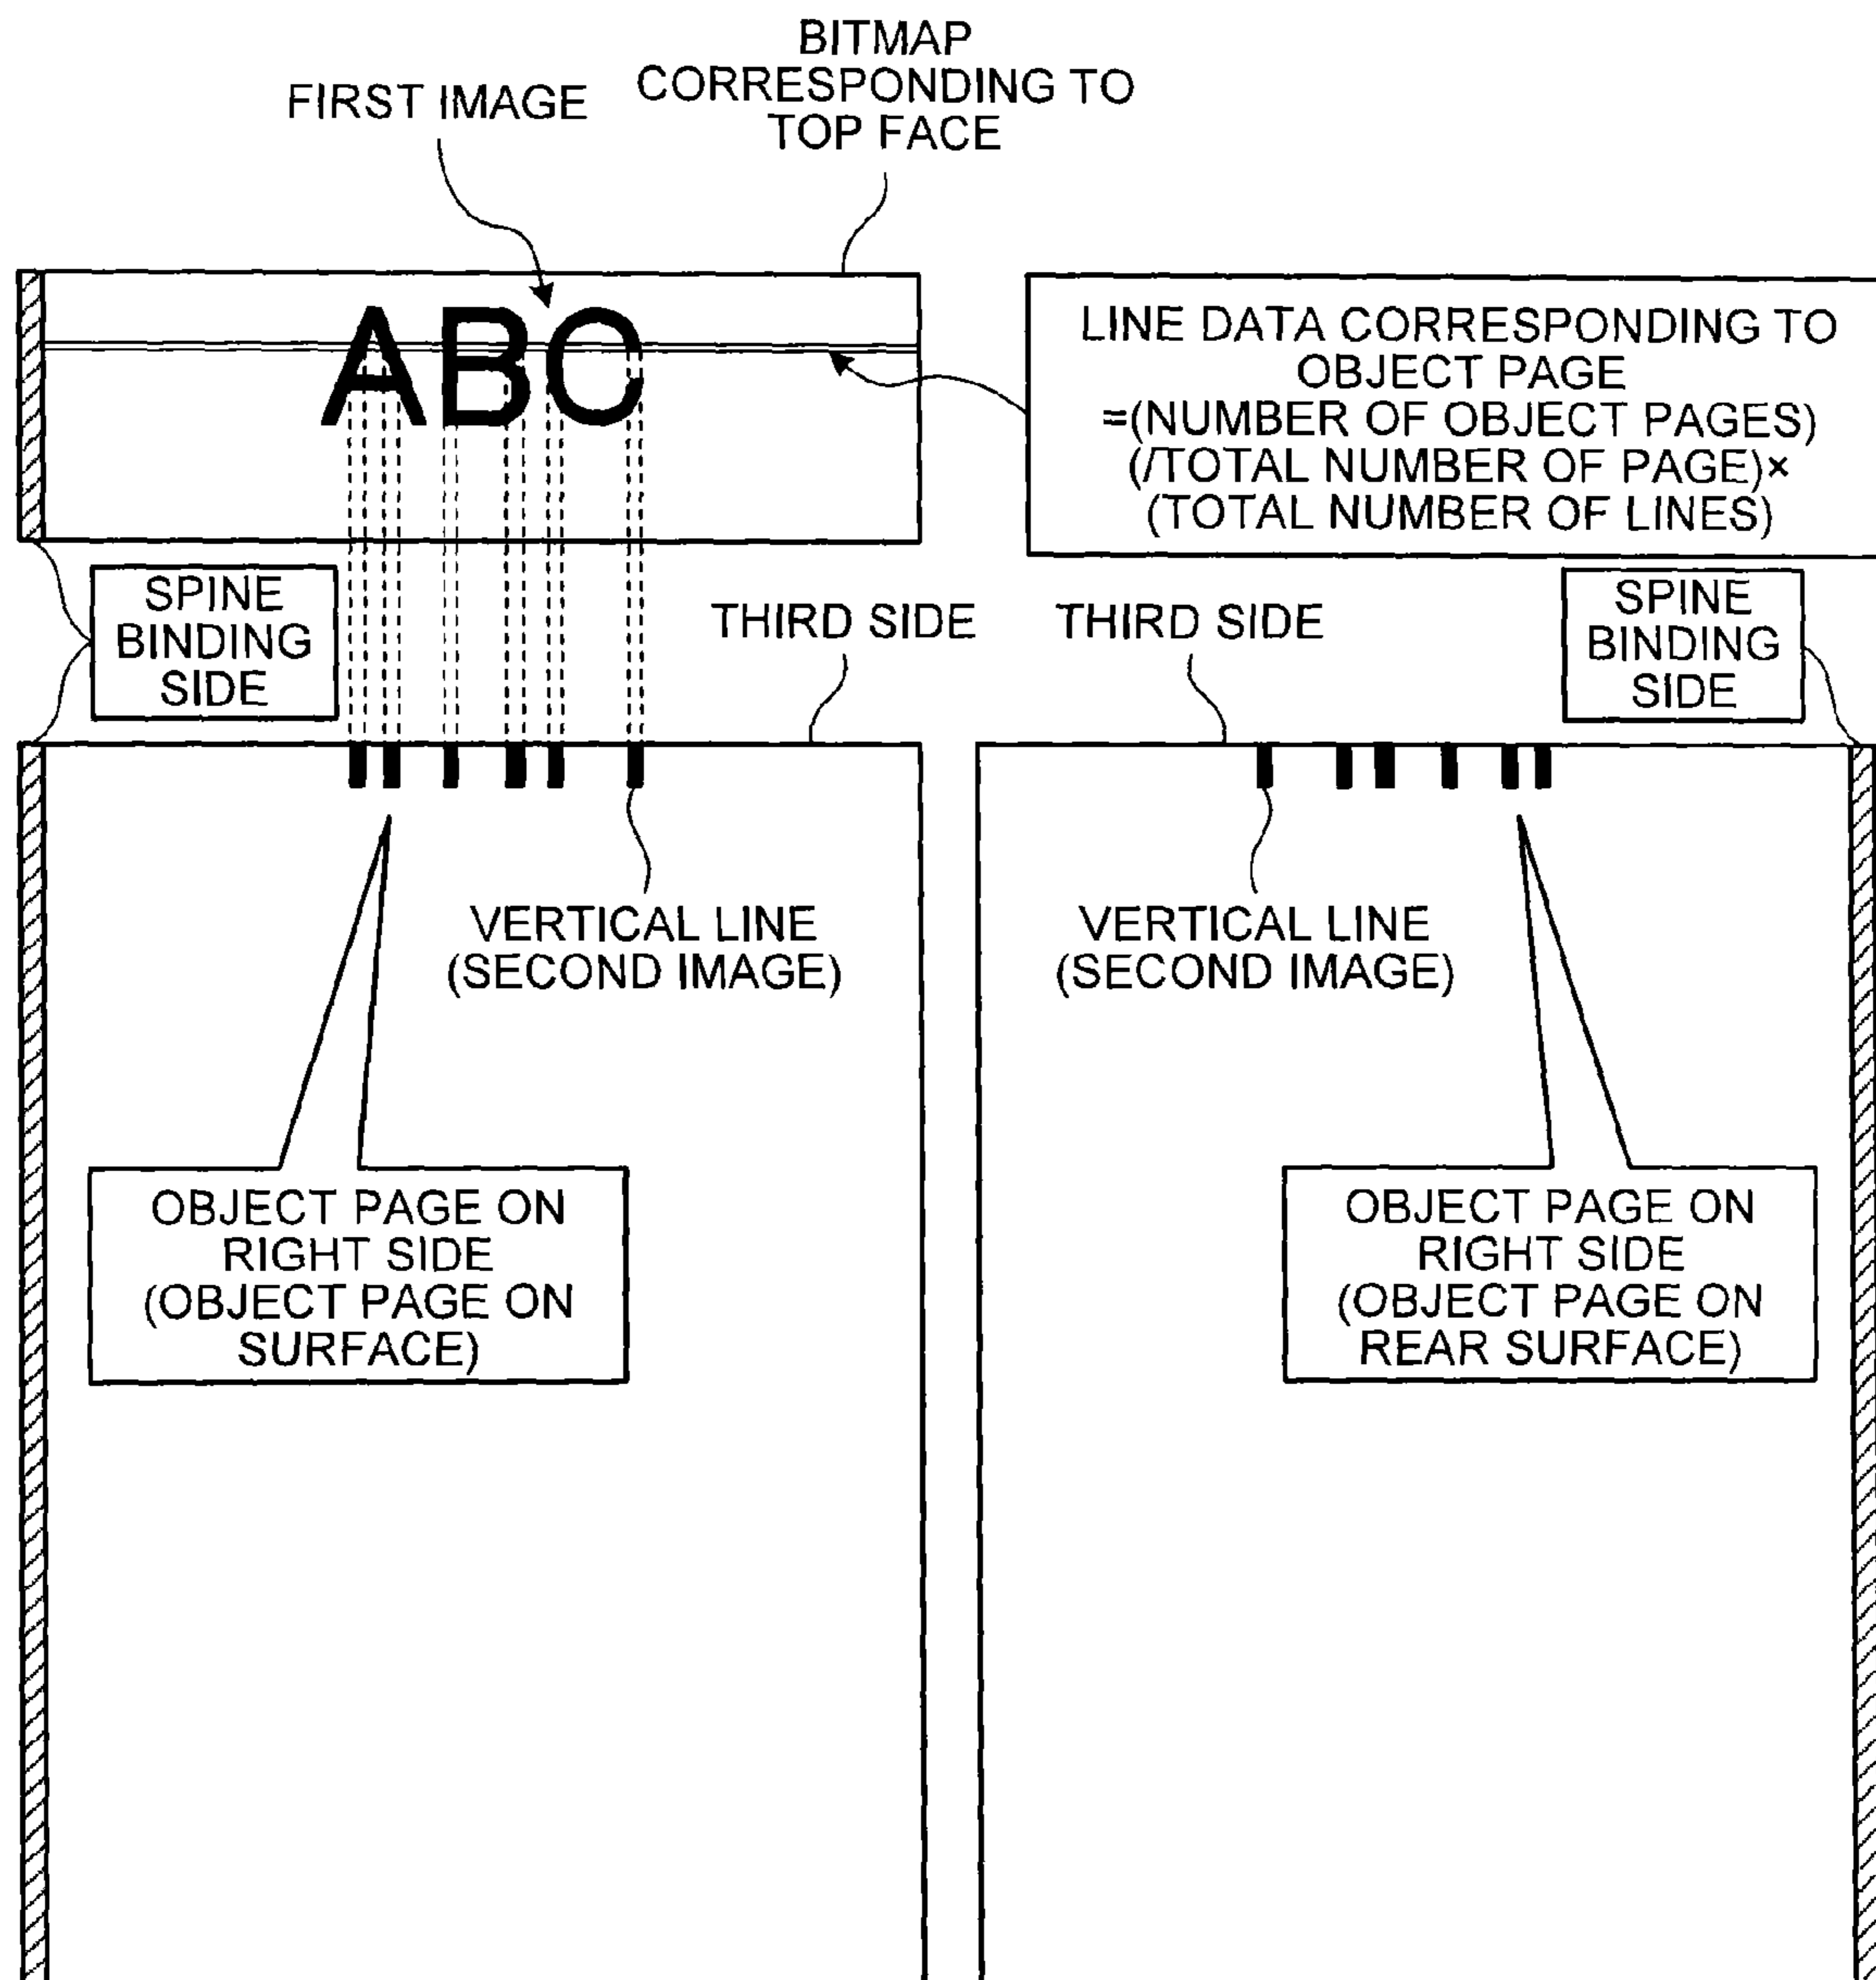 BITMAP
CORRESPONDING TO
TOP FACE
FIRST IMAGE
ABC
LINE DATA CORRESPONDING TO
OBJECT PAGE
=(NUMBER OF OBJECT PAGES)
(/TOTAL NUMBER OF PAGE)×
(TOTAL NUMBER OF LINES)
SPINE
BINDING
SIDE
THIRD SIDE
THIRD SIDE
SPINE
BINDING
SIDE
VERTICAL LINE
(SECOND IMAGE)
VERTICAL LINE
(SECOND IMAGE)
OBJECT PAGE ON
RIGHT SIDE
(OBJECT PAGE ON
SURFACE)
OBJECT PAGE ON
RIGHT SIDE
(OBJECT PAGE ON
REAR SURFACE)